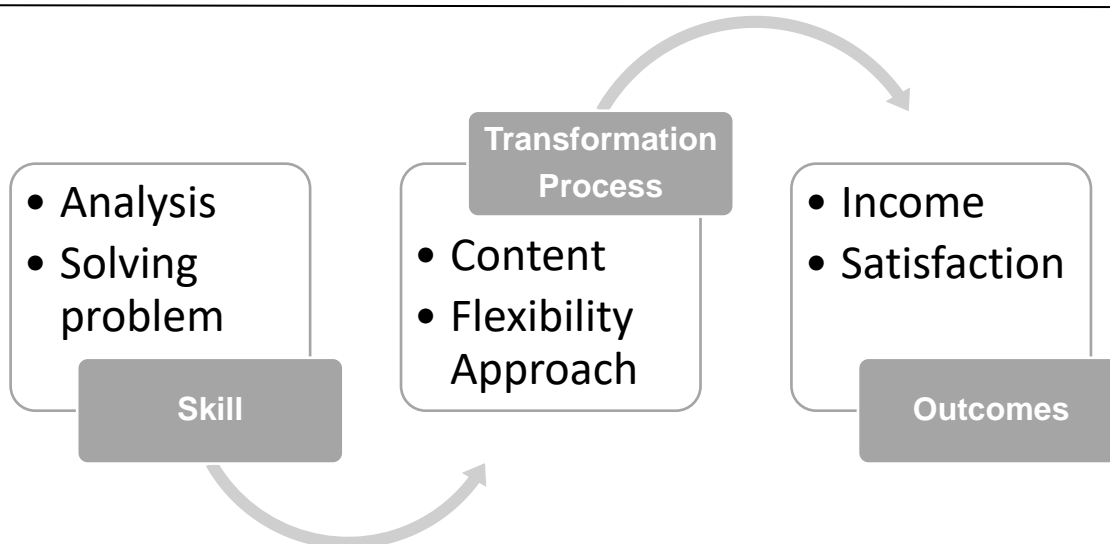 • Analysis
• Solving
problem
Skill
Transformation
Process
• Content
• Flexibility
Approach
• Income
• Satisfaction
Outcomes